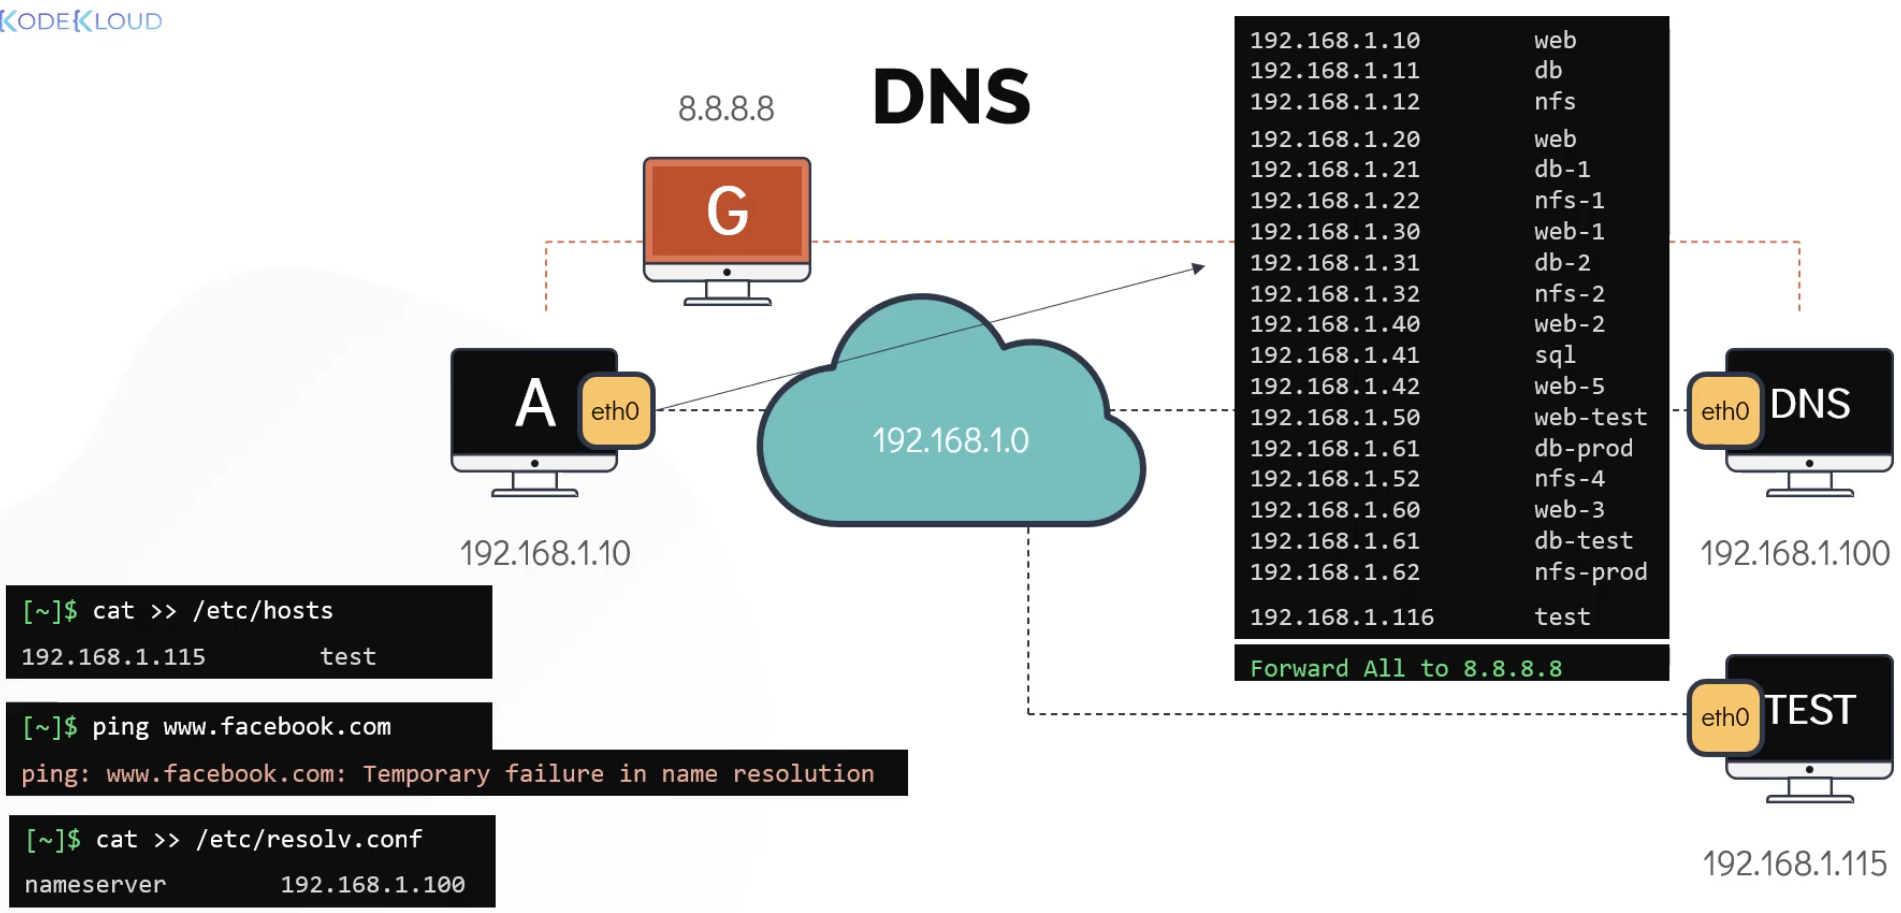 KODEKLOUD
DNS
8.8.8.8
G
A
eth0
192.168.1.10
192.168.1.0
192.168.1.10 web
192.168.1.11 db
192.168.1.12 nfs
192.168.1.20 web
192.168.1.21 db-1
192.168.1.22 nfs-1
192.168.1.30 web-1
192.168.1.31 db-2
192.168.1.32 nfs-2
192.168.1.40 web-2
192.168.1.41 sql
192.168.1.42 web-5
192.168.1.50 web-test
192.168.1.61 db-prod
192.168.1.52 nfs-4
192.168.1.60 web-3
192.168.1.61 db-test
192.168.1.62 nfs-prod
192.168.1.116 test
Forward All to 8.8.8.8
eth0
DNS
192.168.1.100
eth0
TEST
192.168.1.115
[~]$ cat >> /etc/hosts
192.168.1.115 test
[~]$ ping www.facebook.com
ping: www.facebook.com: Temporary failure in name resolution
[~]$ cat >> /etc/resolv.conf
nameserver 192.168.1.100